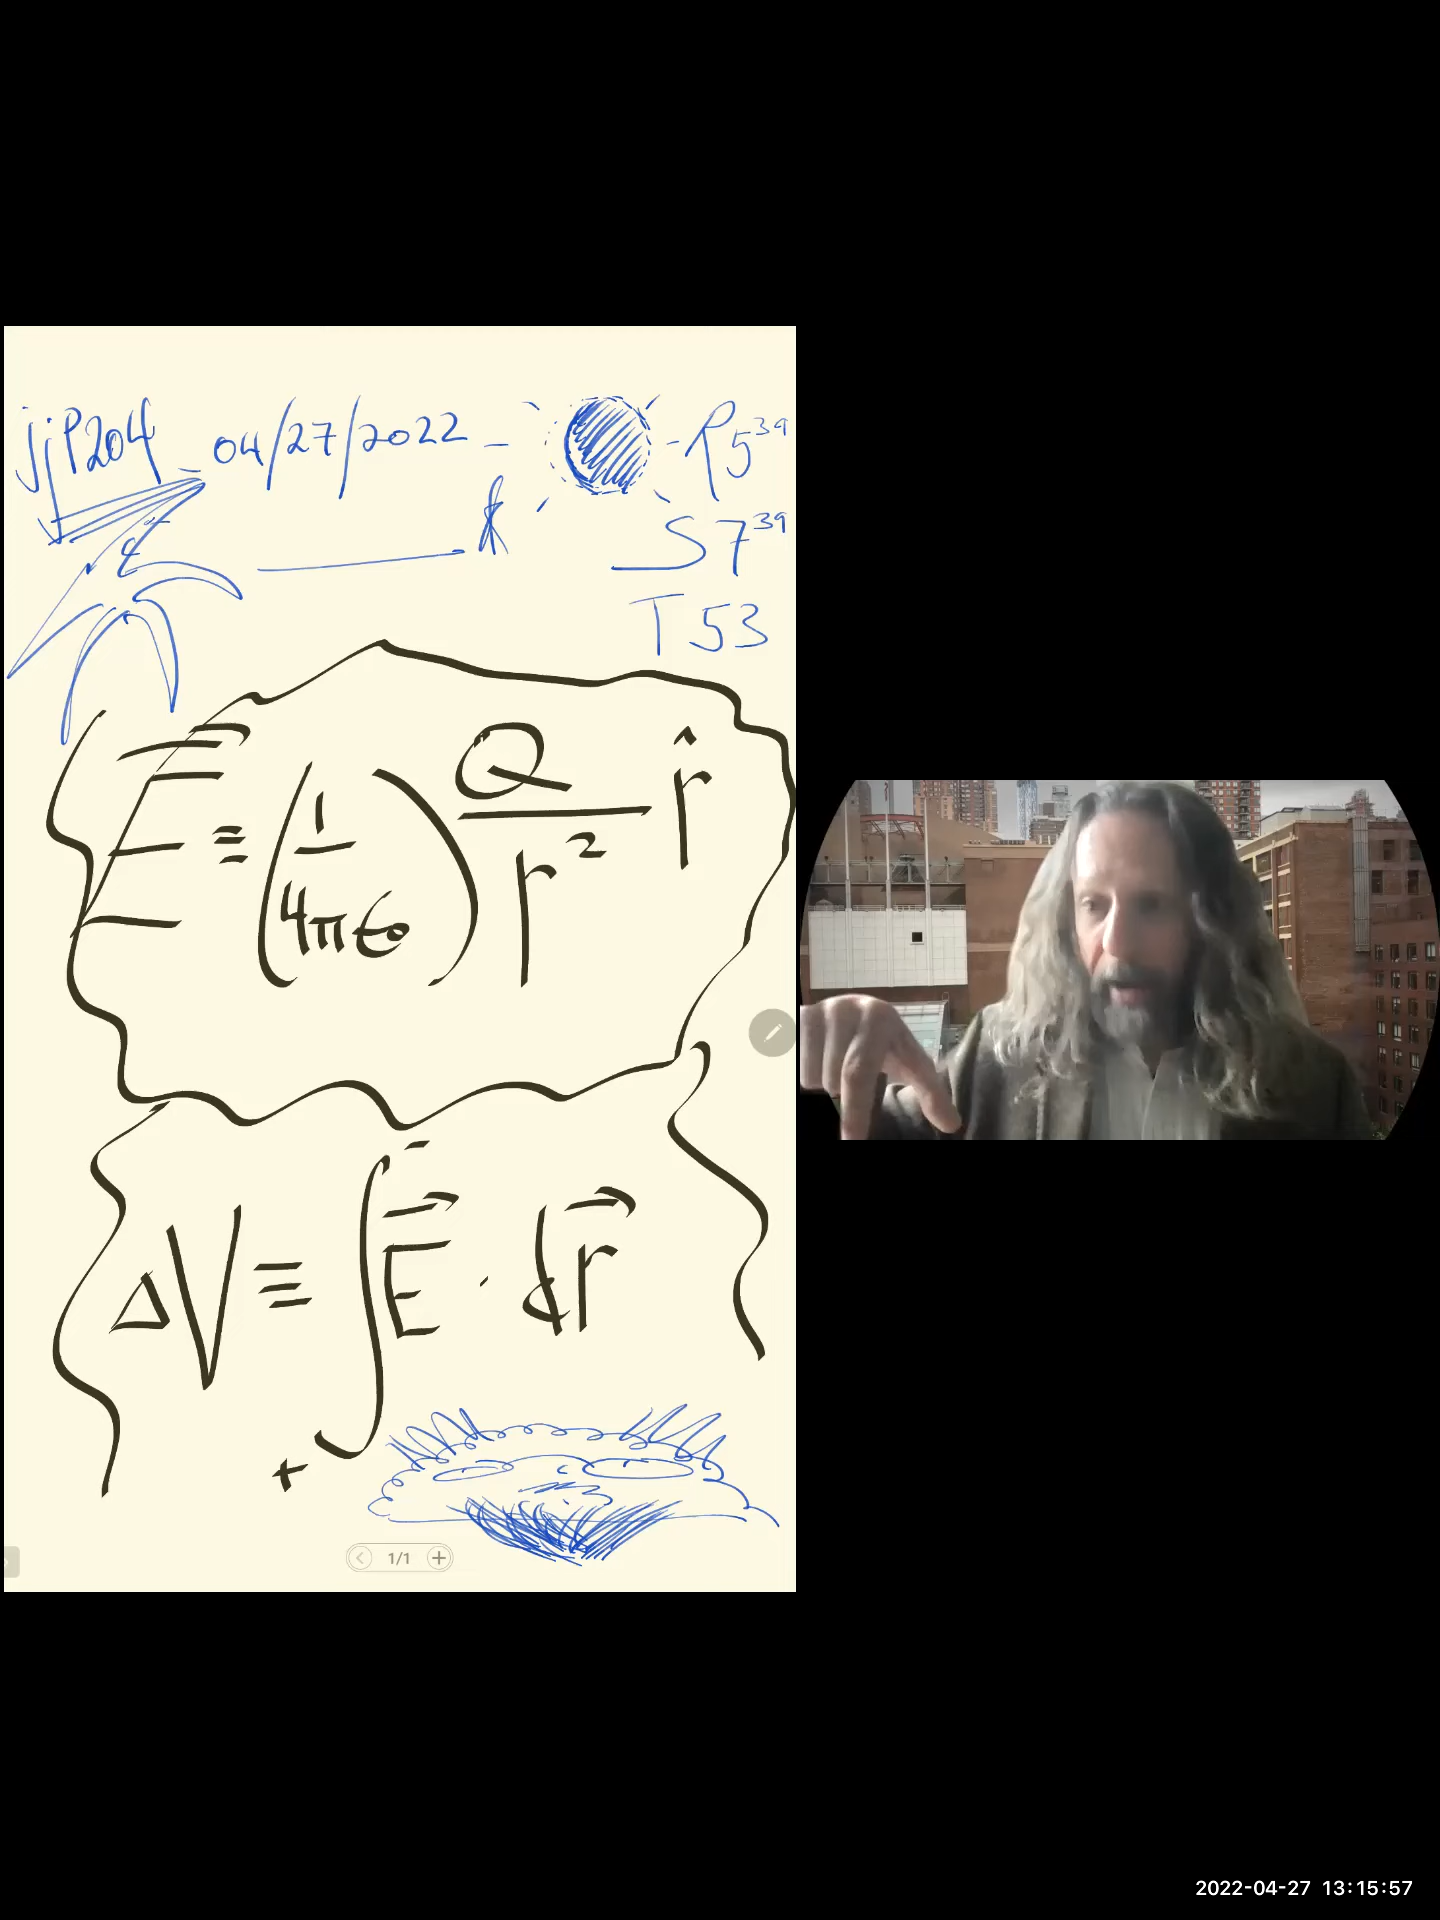 jjP204 - 04/27/2022 - - R5³⁹
S7³⁹
T53
E⃗ = (1/4πε₀) Q/r² r̂
ΔV ≡ ∫₊⁻ E⃗ · dr⃗
1/1
2022-04-27 13:15:57